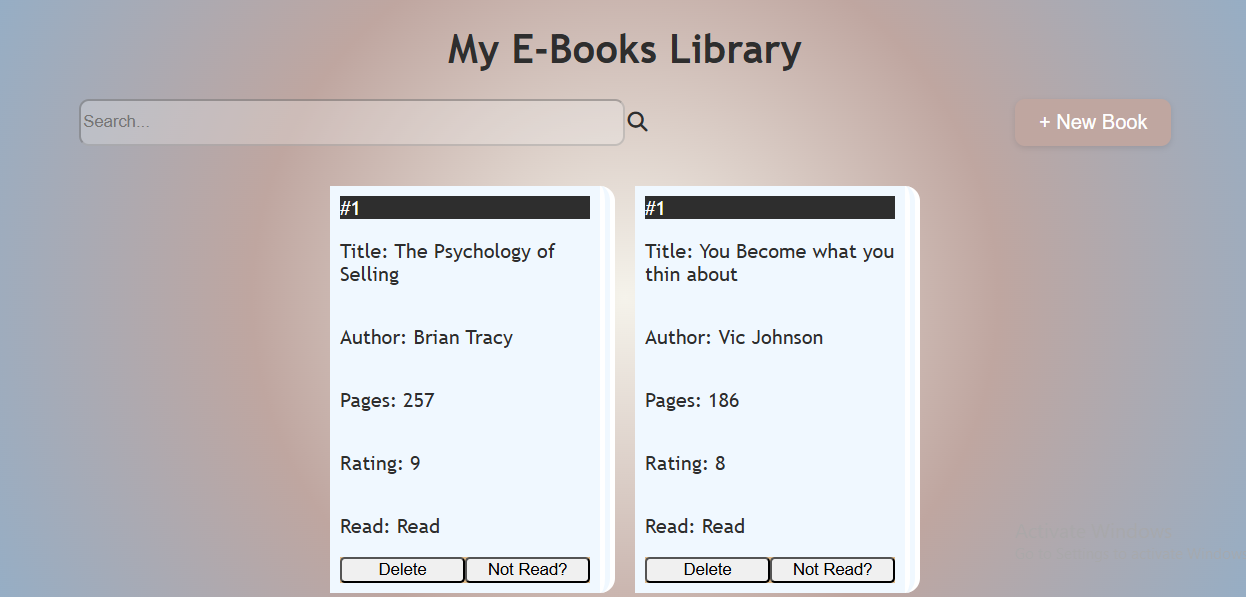 My E-Books Library
Search...
+ New Book
#1
Title: The Psychology of
Selling
Author: Brian Tracy
Pages: 257
Rating: 9
Read: Read
Delete
Not Read?
#1
Title: You Become what you
thin about
Author: Vic Johnson
Pages: 186
Rating: 8
Read: Read
Delete
Not Read?
Activate Windows